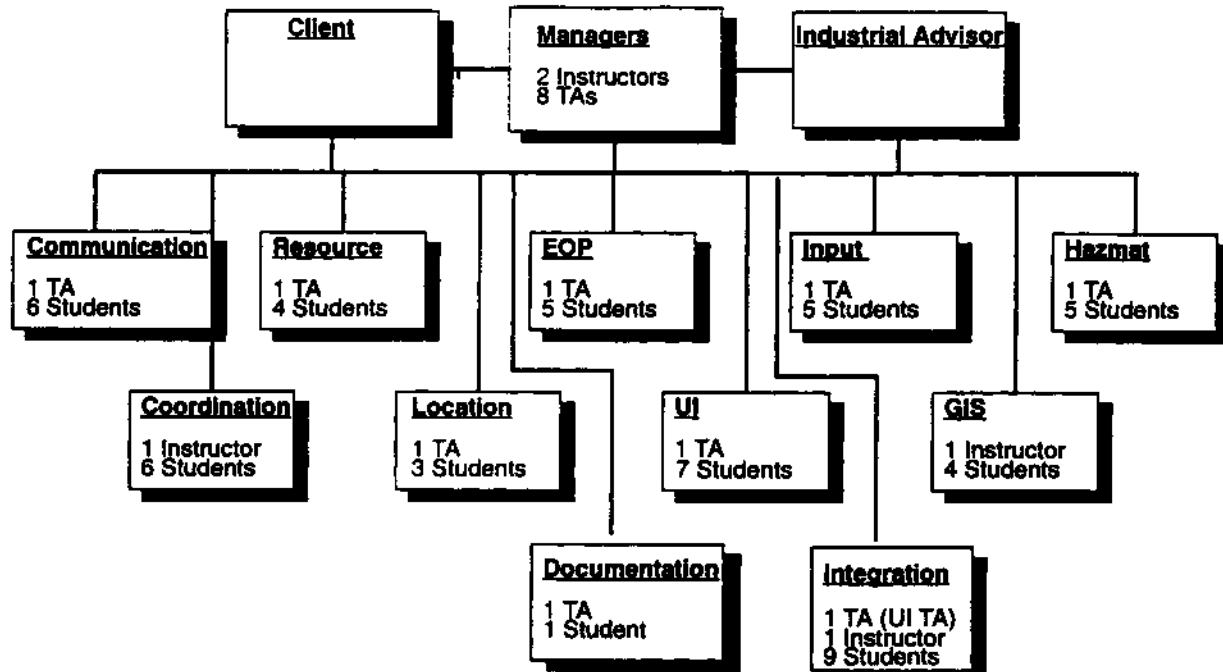 Client
Managers
2 Instructors
8 TAs
Industrial Advisor
Communication
1 TA
6 Students
Resource
1 TA
4 Students
EOP
1 TA
5 Students
Input
1 TA
5 Students
Hazmat
1 TA
5 Students
Coordination
1 Instructor
6 Students
Location
1 TA
3 Students
UI
1 TA
7 Students
GIS
1 Instructor
4 Students
Documentation
1 TA
1 Student
Integration
1 TA (UI TA)
1 Instructor
9 Students